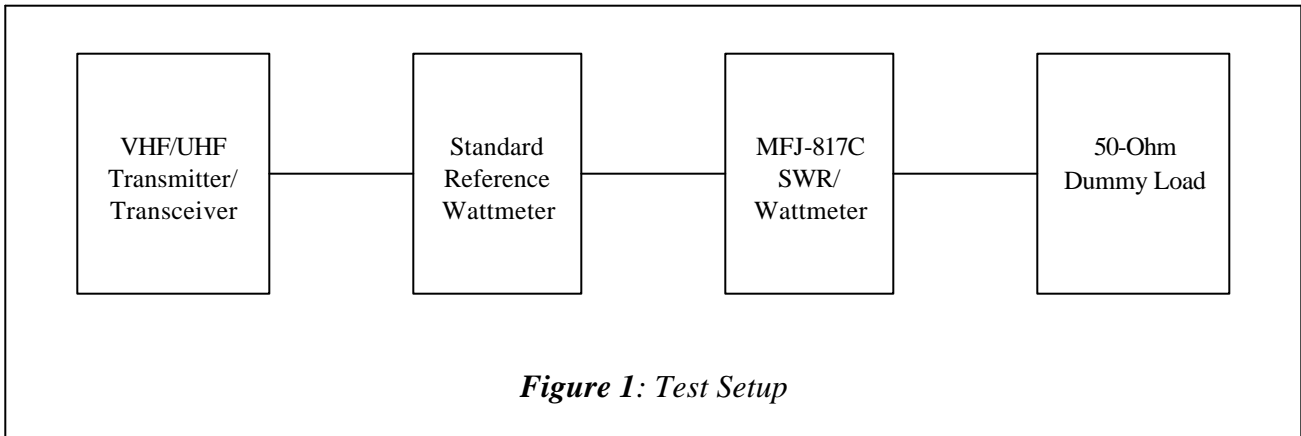 VHF/UHF
Transmitter/
Transceiver
Standard
Reference
Wattmeter
MFJ-817C
SWR/
Wattmeter
50-Ohm
Dummy Load
Figure 1: Test Setup